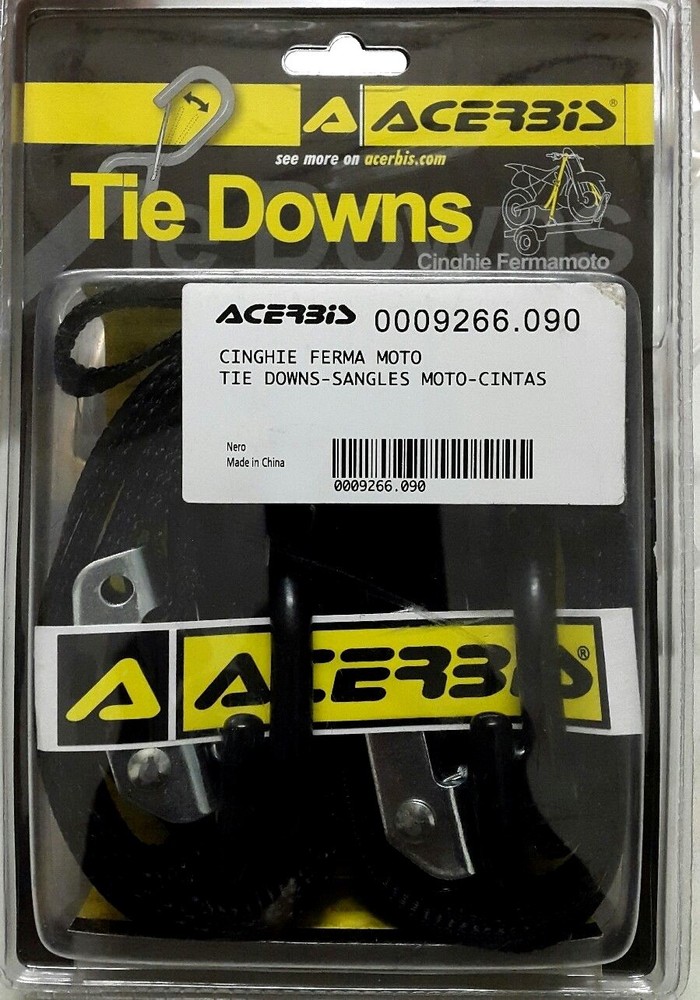 A ACERBIS®
see more on acerbis.com
Tie Downs
Cinghie Fermamoto
ACERBIS 0009266.090
CINGHIE FERMA MOTO
TIE DOWNS-SANGLES MOTO-CINTAS
Nero
Made in China
0009266.090
A ACERBIS®